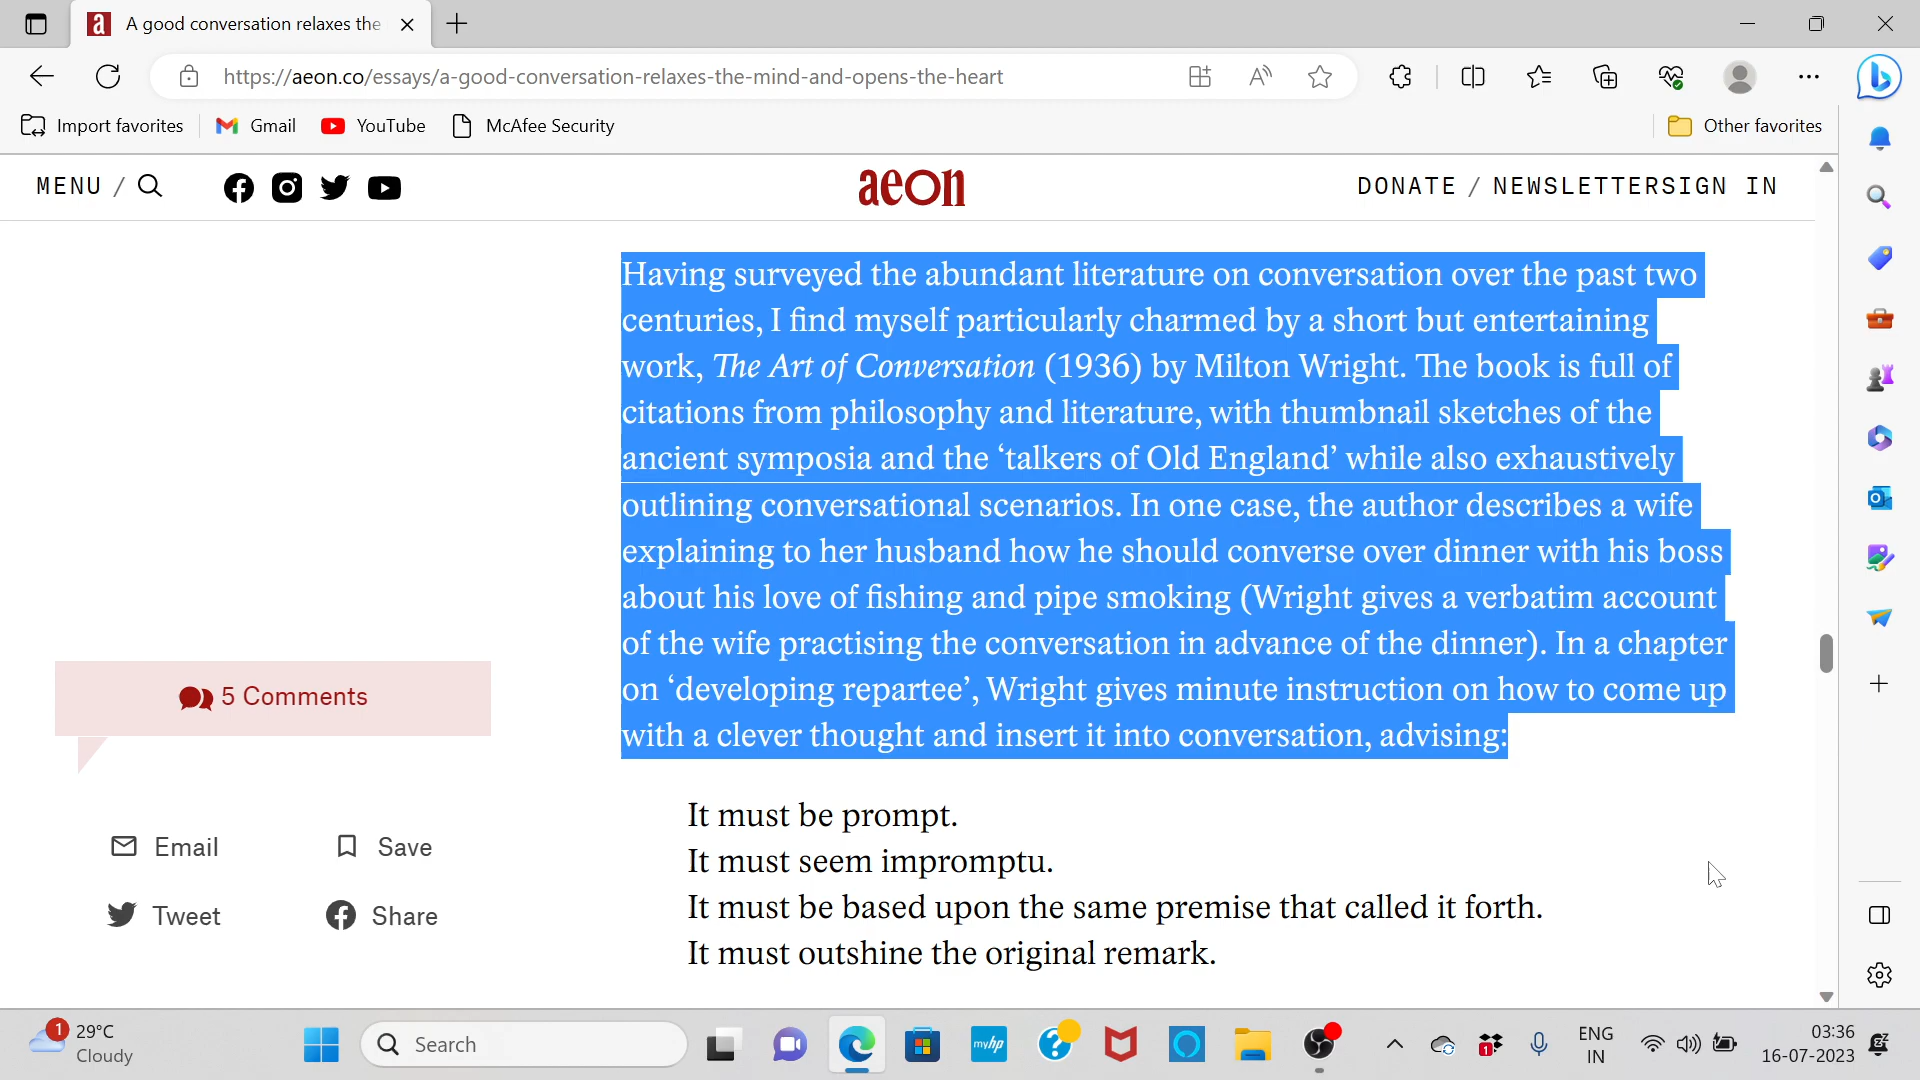 A good conversation relaxes the
https://aeon.co/essays/a-good-conversation-relaxes-the-mind-and-opens-the-heart
Import favorites
Gmail
YouTube
McAfee Security
Other favorites
MENU /
aeon
DONATE / NEWSLETTERSIGN IN
Having surveyed the abundant literature on conversation over the past two
centuries, I find myself particularly charmed by a short but entertaining
work, The Art of Conversation (1936) by Milton Wright. The book is full of
citations from philosophy and literature, with thumbnail sketches of the
ancient symposia and the ‘talkers of Old England’ while also exhaustively
outlining conversational scenarios. In one case, the author describes a wife
explaining to her husband how he should converse over dinner with his boss
about his love of fishing and pipe smoking (Wright gives a verbatim account
of the wife practising the conversation in advance of the dinner). In a chapter
on ‘developing repartee’, Wright gives minute instruction on how to come up
with a clever thought and insert it into conversation, advising:
5 Comments
Email
Save
Tweet
Share
It must be prompt.
It must seem impromptu.
It must be based upon the same premise that called it forth.
It must outshine the original remark.
1
29°C
Cloudy
Search
myhp
1
ENG
IN
03:36
16-07-2023